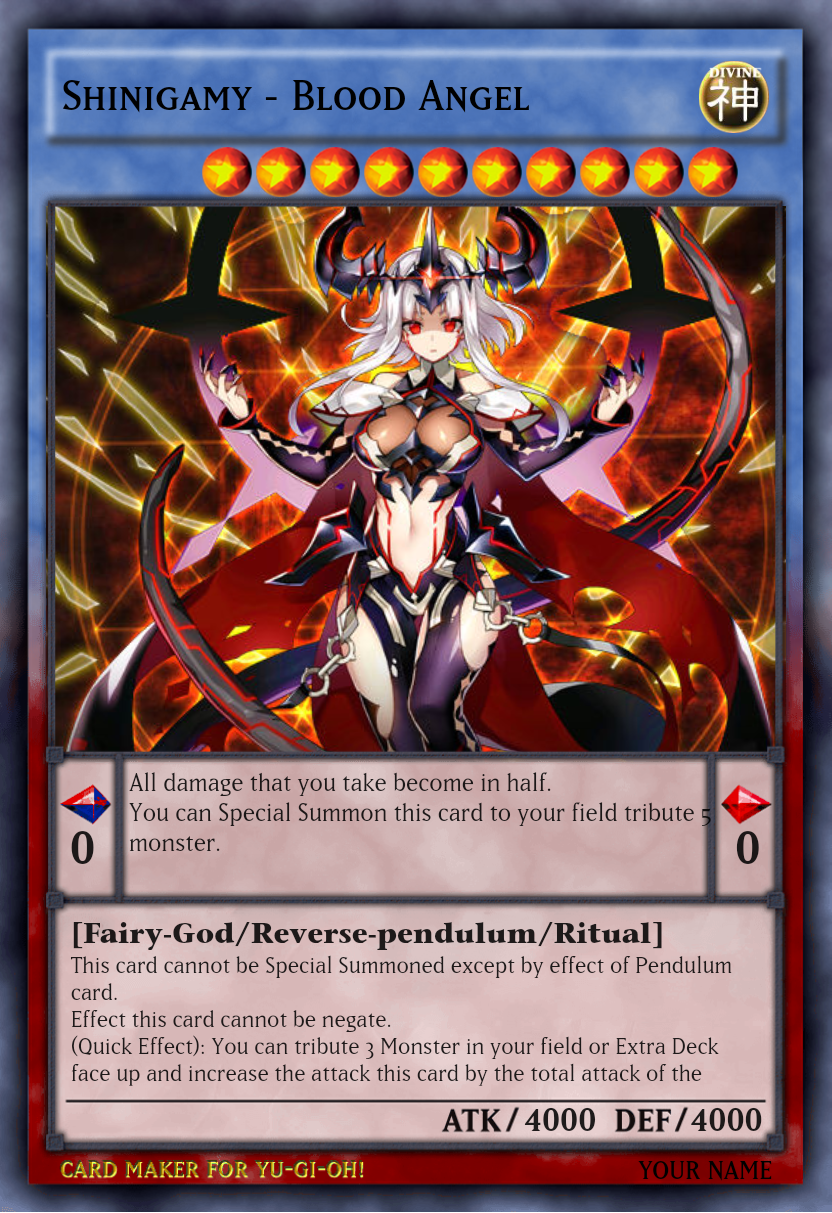 Shinigamy - Blood Angel
DIVINE
神
All damage that you take become in half.
You can Special Summon this card to your field tribute 5
monster.
0
0
[Fairy-God/Reverse-pendulum/Ritual]
This card cannot be Special Summoned except by effect of Pendulum
card.
Effect this card cannot be negate.
(Quick Effect): You can tribute 3 Monster in your field or Extra Deck
face up and increase the attack this card by the total attack of the
ATK/4000 DEF/4000
CARD MAKER FOR YU-GI-OH!
YOUR NAME